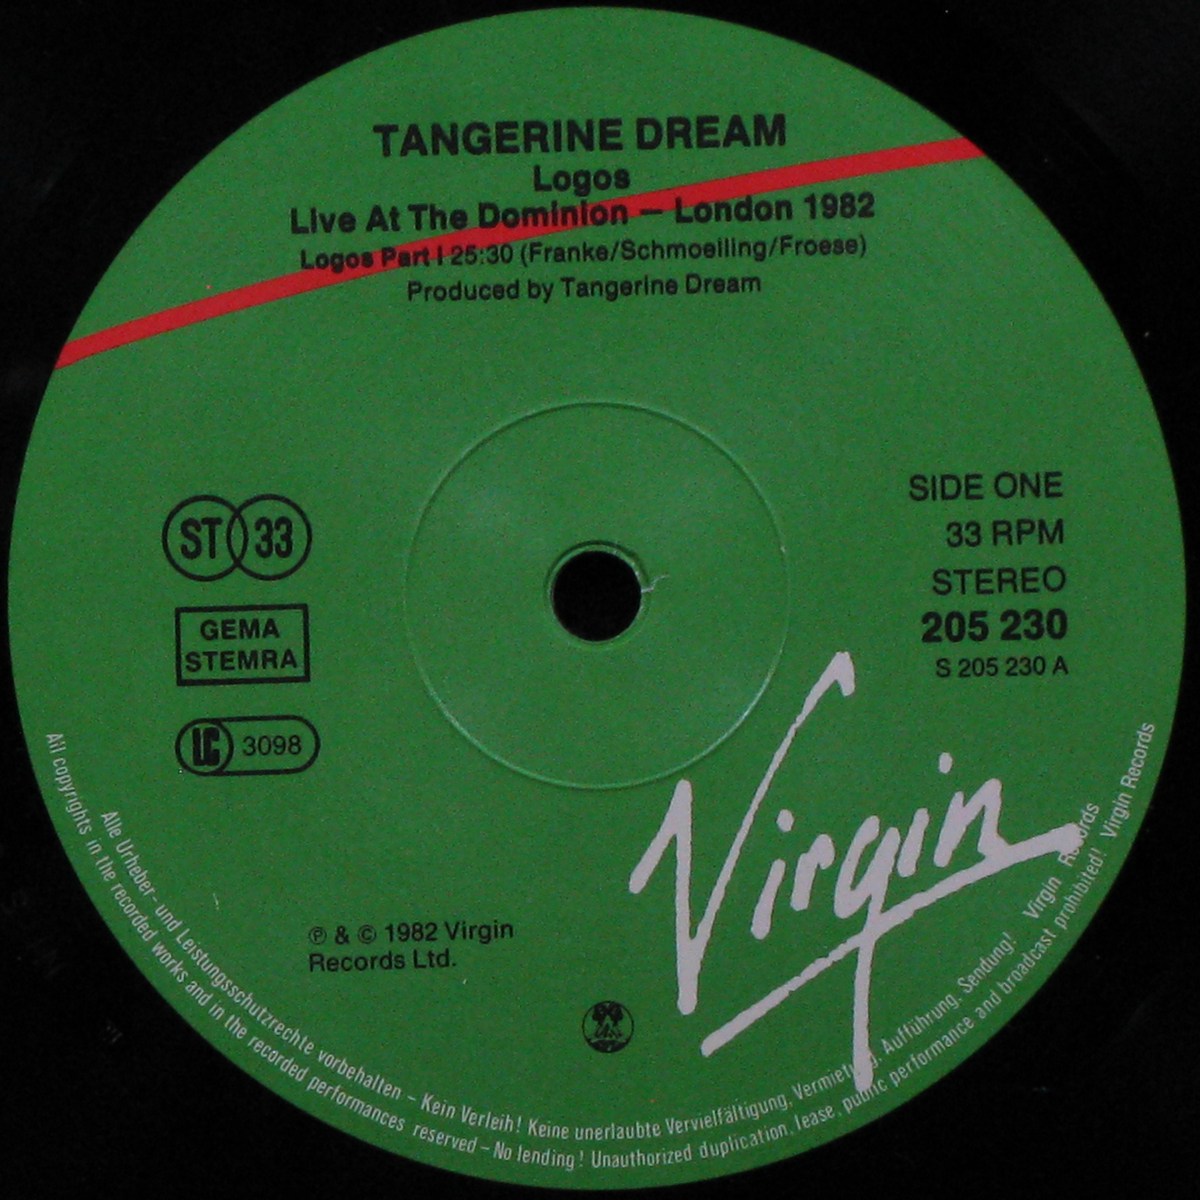 TANGERINE DREAM
Logos
Live At The Dominion – London 1982
Logos Part I 25:30 (Franke/Schmoelling/Froese)
Produced by Tangerine Dream
ST 33
GEMA
STEMRA
LC 3098
SIDE ONE
33 RPM
STEREO
205 230
S 205 230 A
Virgin
℗ & © 1982 Virgin
Records Ltd.
Alle Urheber- und Leistungsschutzrechte vorbehalten – Kein Verleih! Keine unerlaubte Vervielfältigung, Vermietung, Aufführung, Sendung! Virgin Records
All copyrights in the recorded works and in the recorded performances reserved – No lending! Unauthorized duplication, lease, public performance and broadcast prohibited! Virgin Records